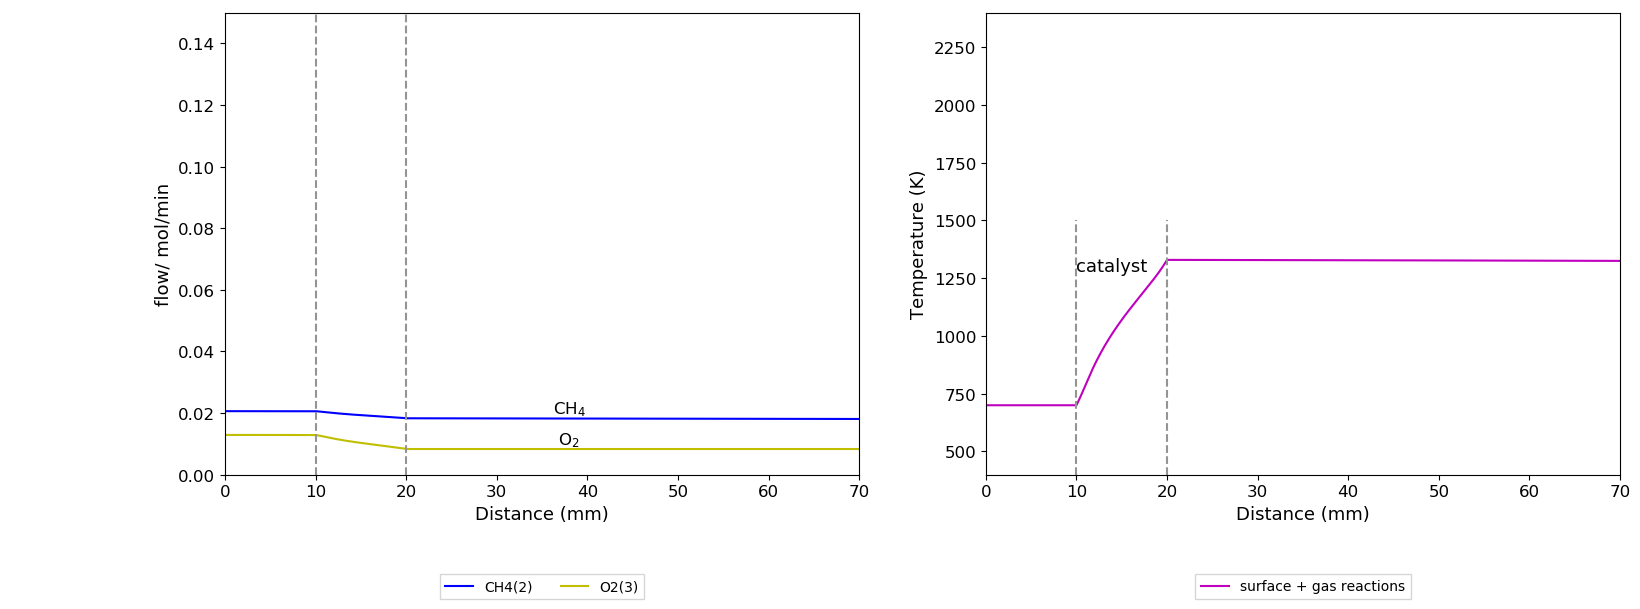 0.14
0.12
0.10
0.08
0.06
0.04
0.02
0.00
flow/ mol/min
CH₄
O₂
0 10 20 30 40 50 60 70
Distance (mm)
CH4(2) O2(3)
2250
2000
1750
1500
1250
1000
750
500
Temperature (K)
catalyst
0 10 20 30 40 50 60 70
Distance (mm)
surface + gas reactions